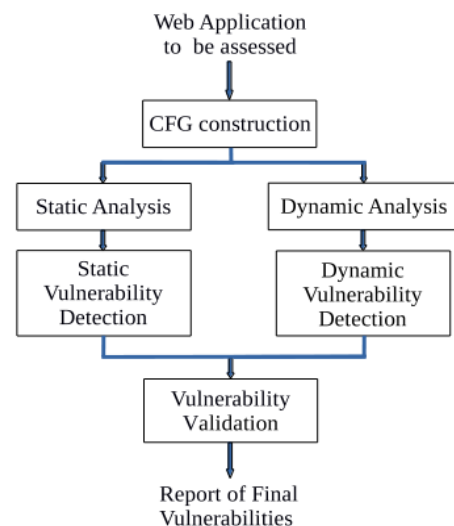 Web Application
to be assessed
CFG construction
Static Analysis
Dynamic Analysis
Static
Vulnerability
Detection
Dynamic
Vulnerability
Detection
Vulnerability
Validation
Report of Final
Vulnerabilities